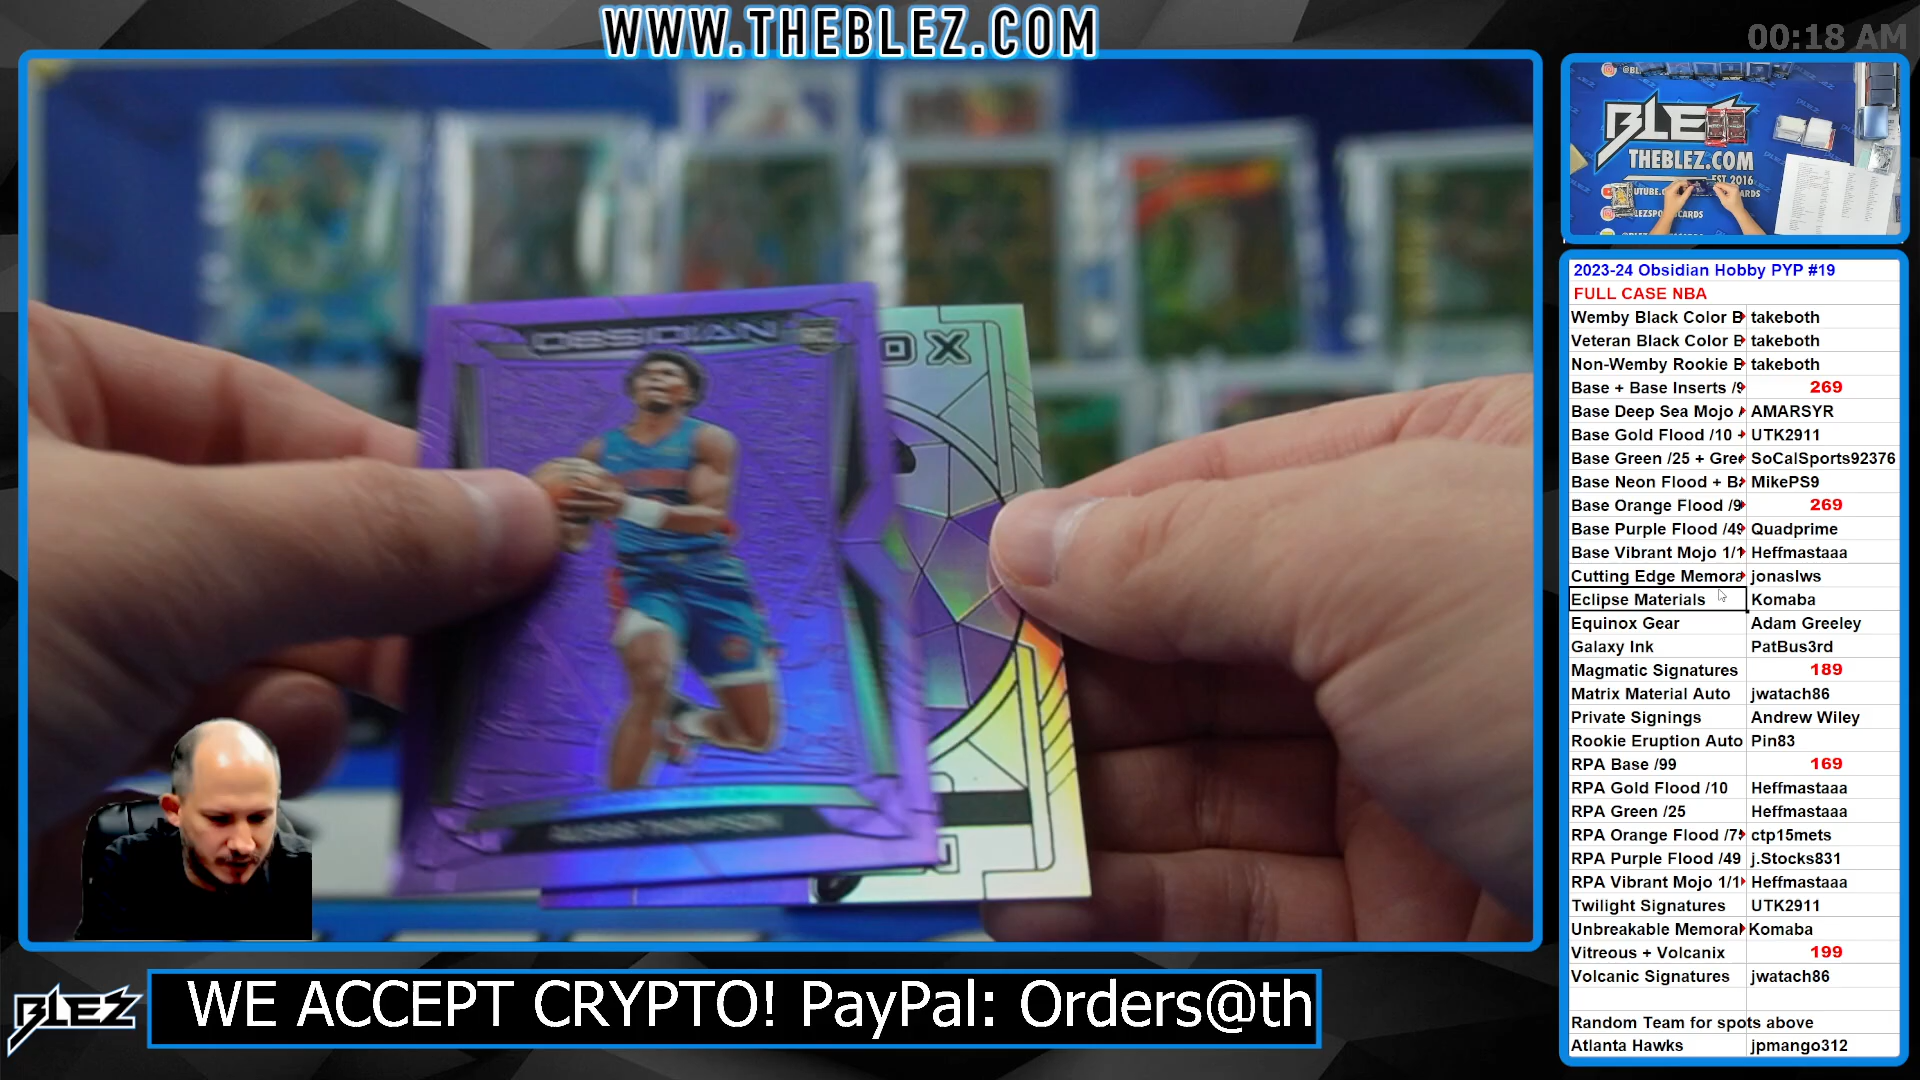 WWW.THEBLEZ.COM
00:18 AM
OBSIDIAN
OX
BLEZ
THEBLEZ.COM
EST 2016
2023-24 Obsidian Hobby PYP #19
FULL CASE NBA
Wemby Black Color B takeboth
Veteran Black Color E takeboth
Non-Wemby Rookie E takeboth
Base + Base Inserts /9 269
Base Deep Sea Mojo / AMARSYR
Base Gold Flood /10 + UTK2911
Base Green /25 + Gree SoCalSports92376
Base Neon Flood + Ba MikePS9
Base Orange Flood /9 269
Base Purple Flood /49 Quadprime
Base Vibrant Mojo 1/1 Heffmastaaa
Cutting Edge Memora jonaslws
Eclipse Materials Komaba
Equinox Gear Adam Greeley
Galaxy Ink PatBus3rd
Magmatic Signatures 189
Matrix Material Auto jwatach86
Private Signings Andrew Wiley
Rookie Eruption Auto Pin83
RPA Base /99 169
RPA Gold Flood /10 Heffmastaaa
RPA Green /25 Heffmastaaa
RPA Orange Flood /75 ctp15mets
RPA Purple Flood /49 j.Stocks831
RPA Vibrant Mojo 1/1 Heffmastaaa
Twilight Signatures UTK2911
Unbreakable Memoral Komaba
Vitreous + Volcanix 199
Volcanic Signatures jwatach86
Random Team for spots above
Atlanta Hawks jpmango312
BLEZ
WE ACCEPT CRYPTO! PayPal: Orders@th